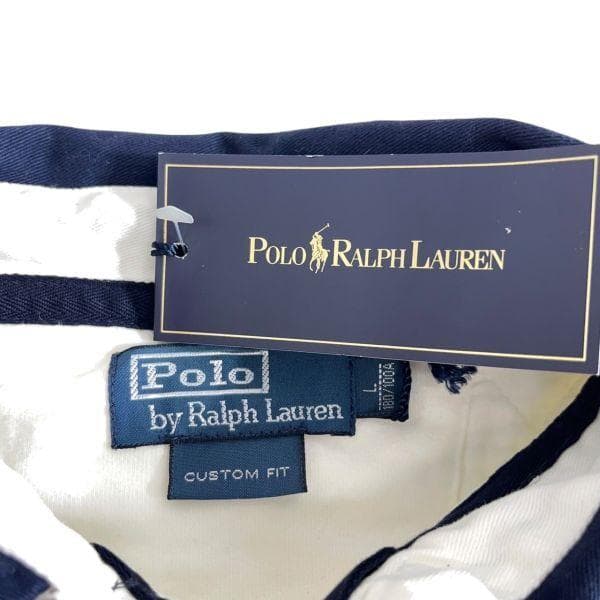 POLO RALPH LAUREN
Polo
by Ralph Lauren
L
180/100A
CUSTOM FIT